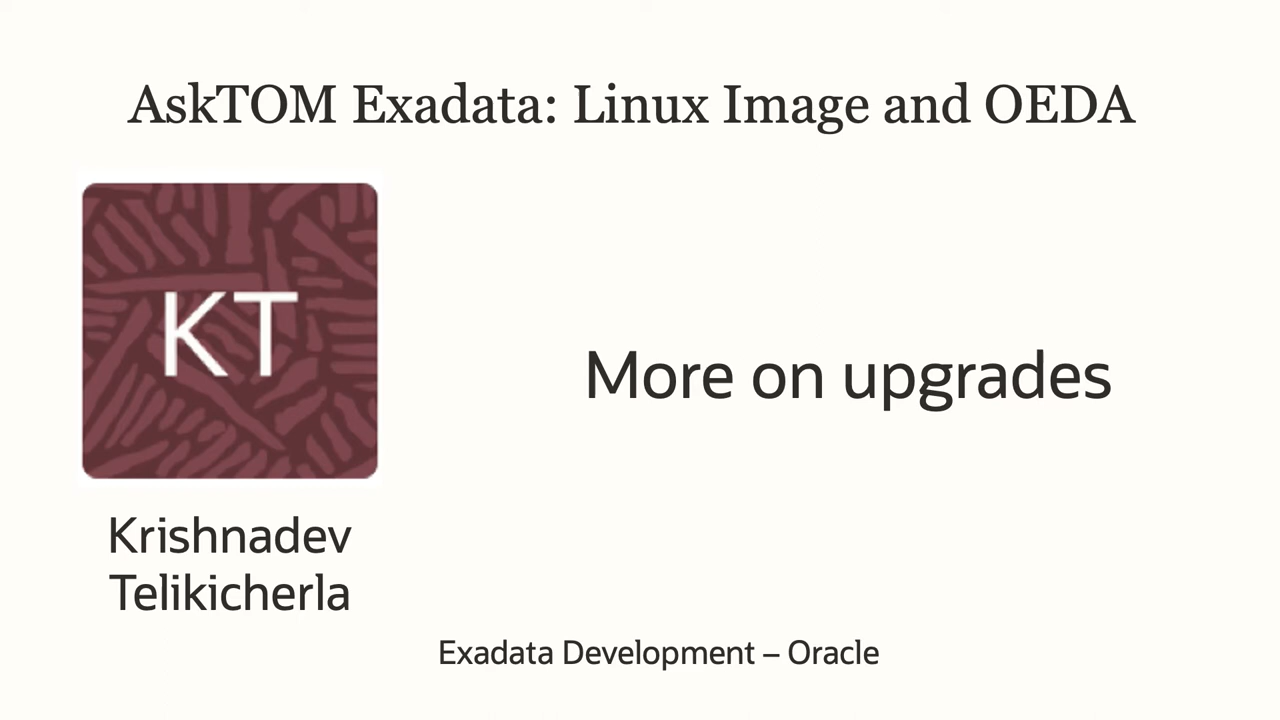 AskTOM Exadata: Linux Image and OEDA
KT
More on upgrades
Krishnadev
Telikicherla
Exadata Development – Oracle